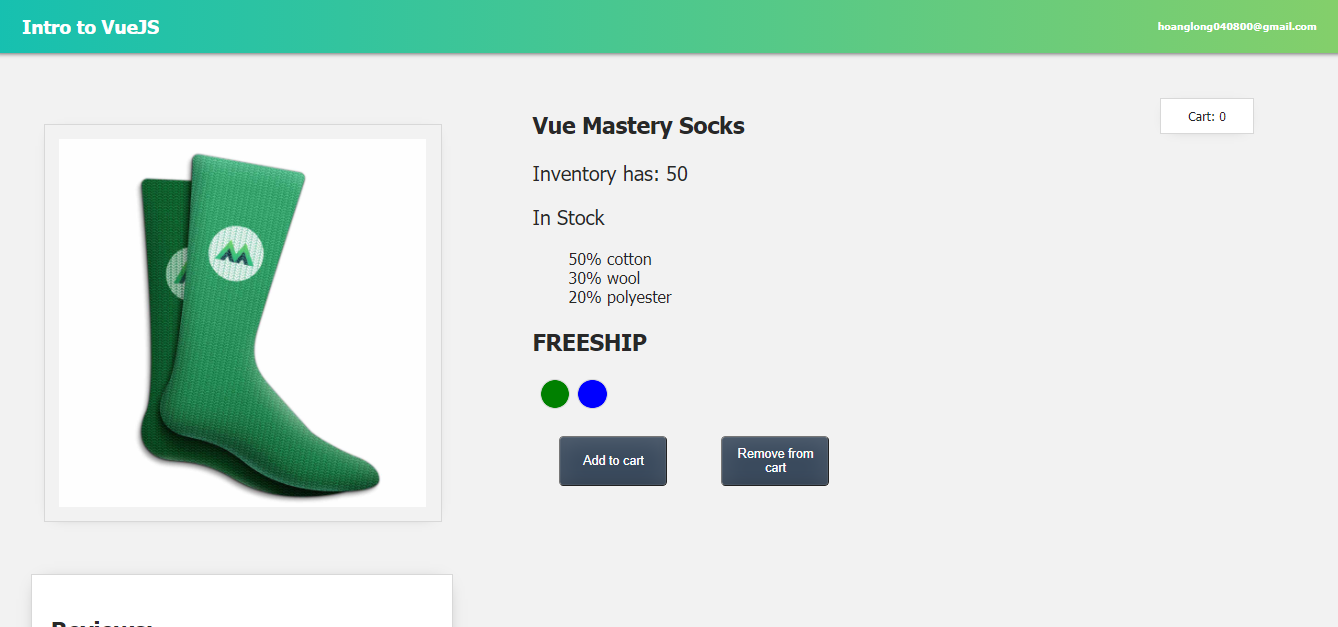 Intro to VueJS
hoanglong040800@gmail.com
Cart: 0
Vue Mastery Socks
Inventory has: 50
In Stock
50% cotton
30% wool
20% polyester
FREESHIP
Add to cart
Remove from
cart
Reviews: